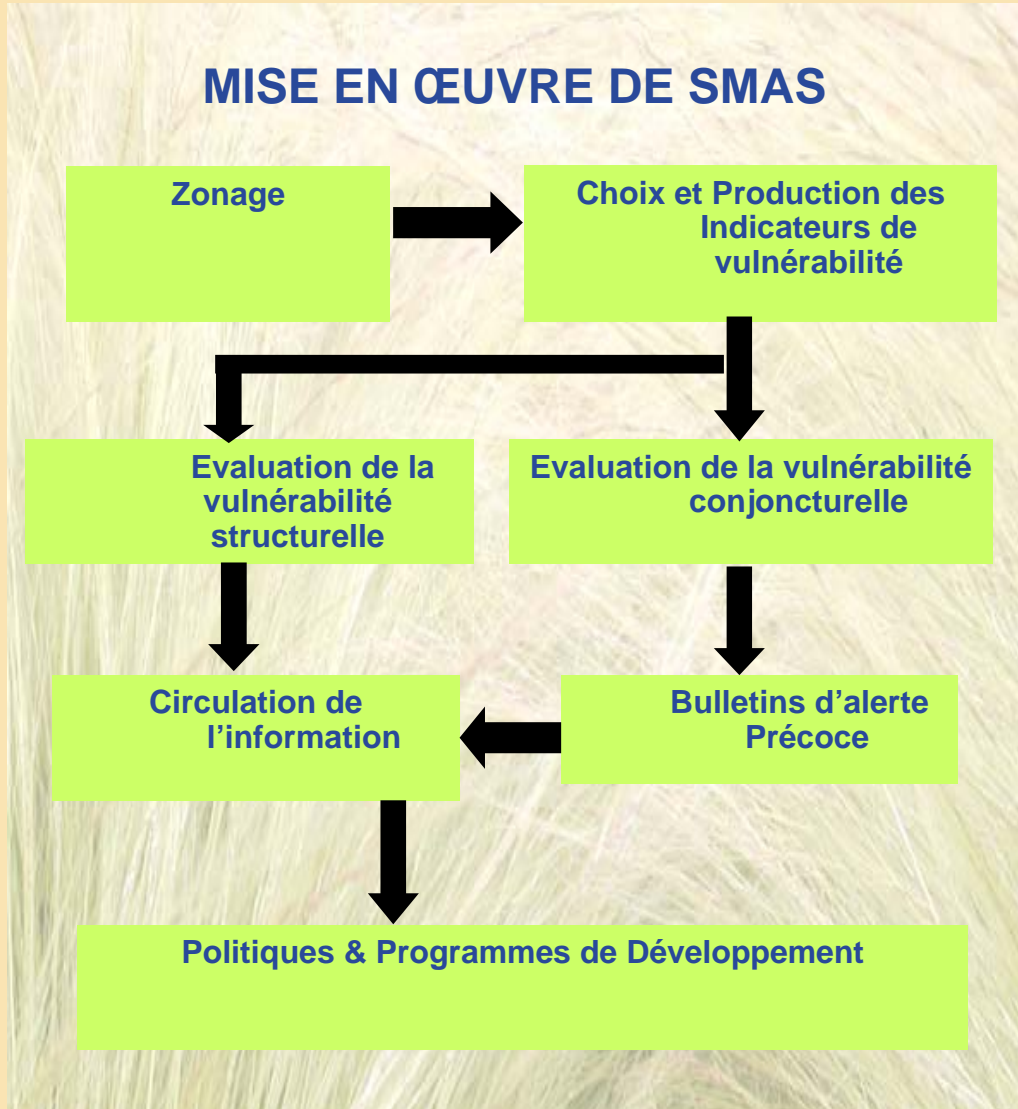 MISE EN ŒUVRE DE SMAS
Zonage
Choix et Production des
Indicateurs de
vulnérabilité
Evaluation de la
vulnérabilité
structurelle
Evaluation de la vulnérabilité
conjoncturelle
Circulation de
l’information
Bulletins d’alerte
Précoce
Politiques & Programmes de Développement